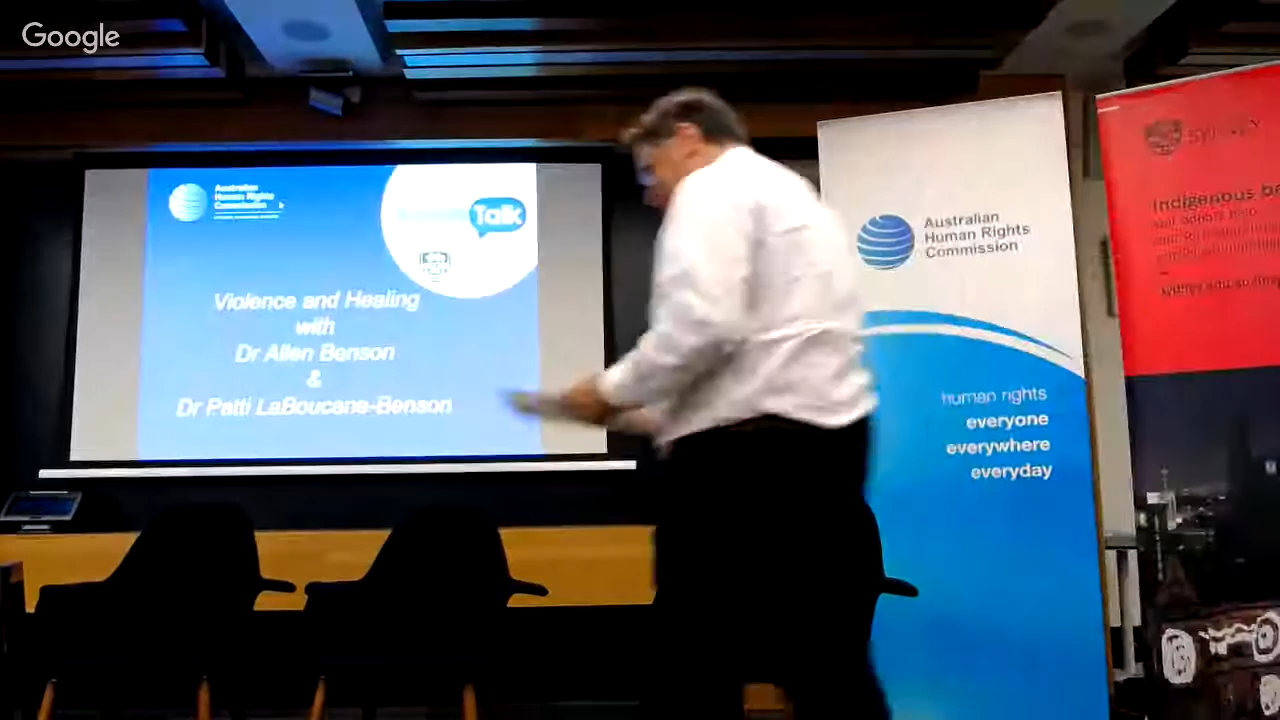 Google
Australian
Human Rights
Commission
Talk
Violence and Healing
with
Dr Allen Benson
&
Dr Patti LaBoucane-Benson
Australian
Human Rights
Commission
human rights
everyone
everywhere
everyday
SYDNEY
Indigenous